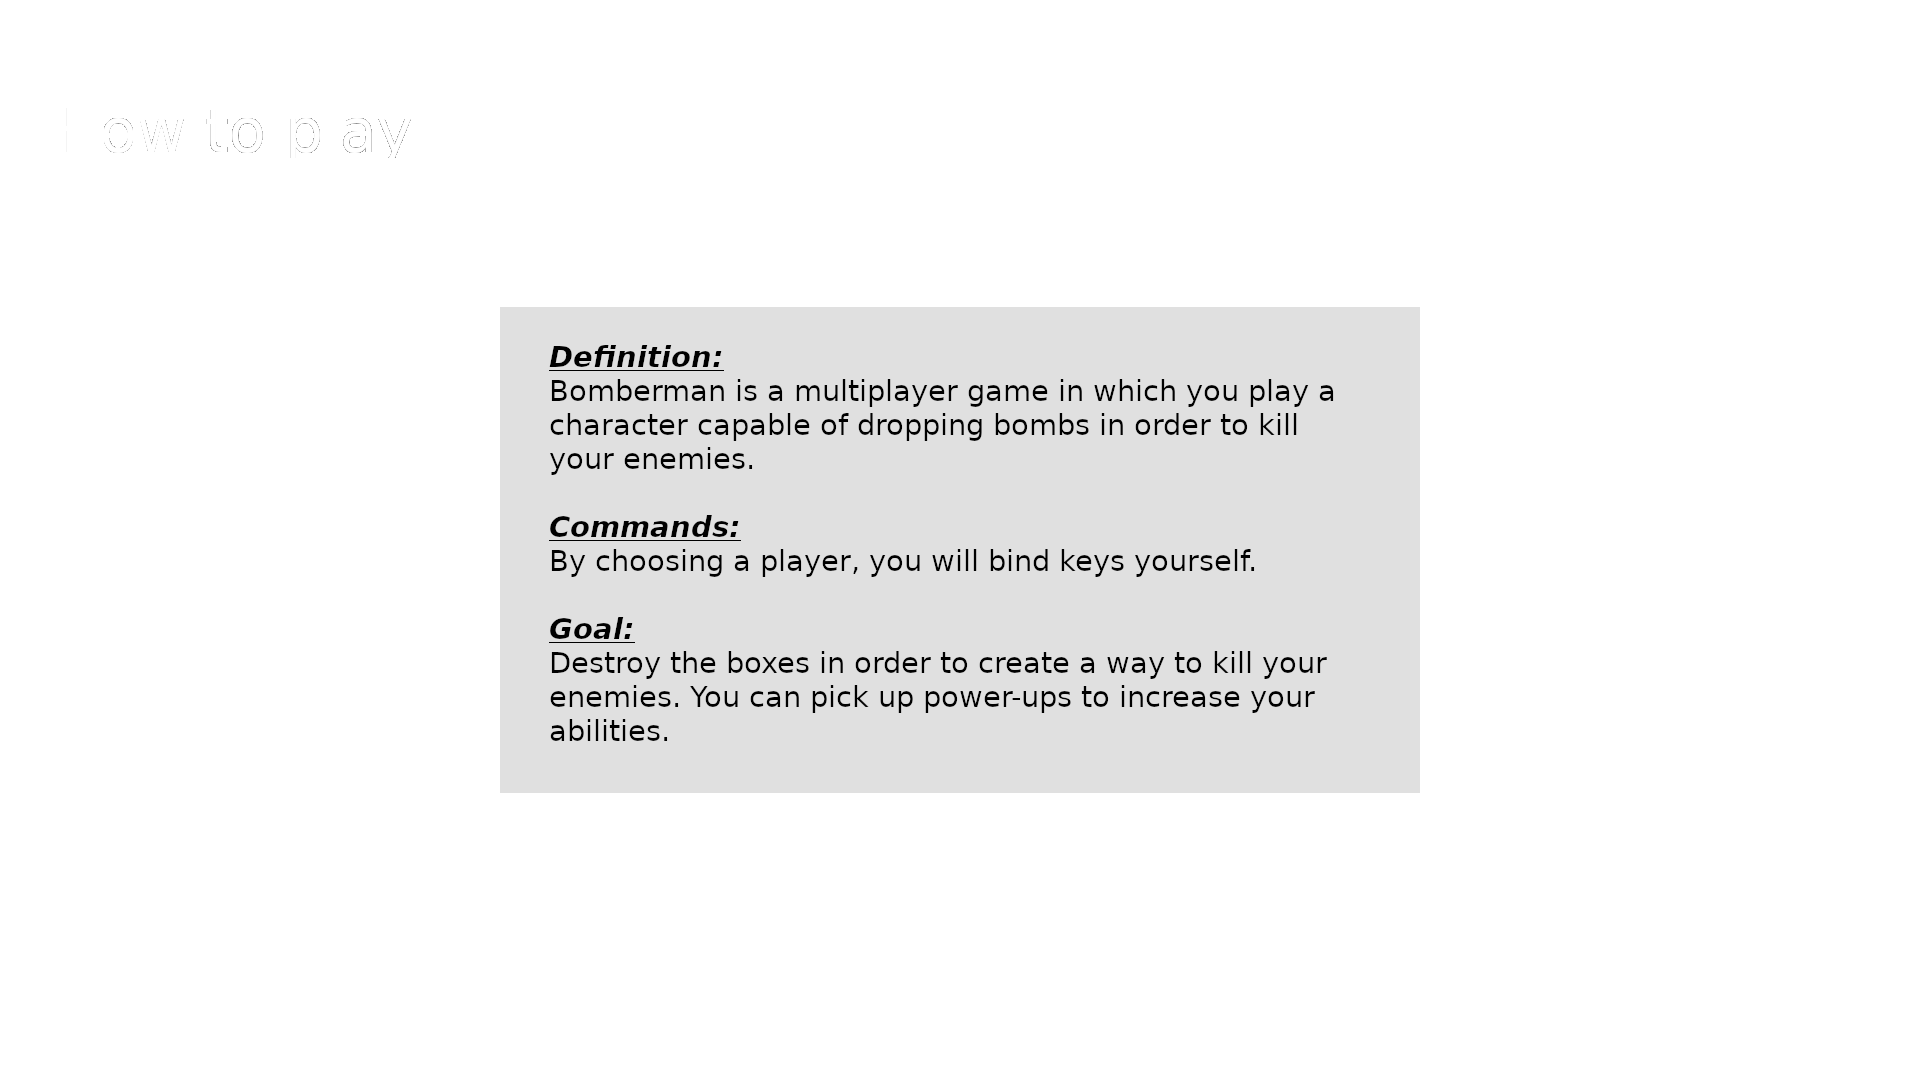 How to play
Definition:
Bomberman is a multiplayer game in which you play a
character capable of dropping bombs in order to kill
your enemies.
Commands:
By choosing a player, you will bind keys yourself.
Goal:
Destroy the boxes in order to create a way to kill your
enemies. You can pick up power-ups to increase your
abilities.